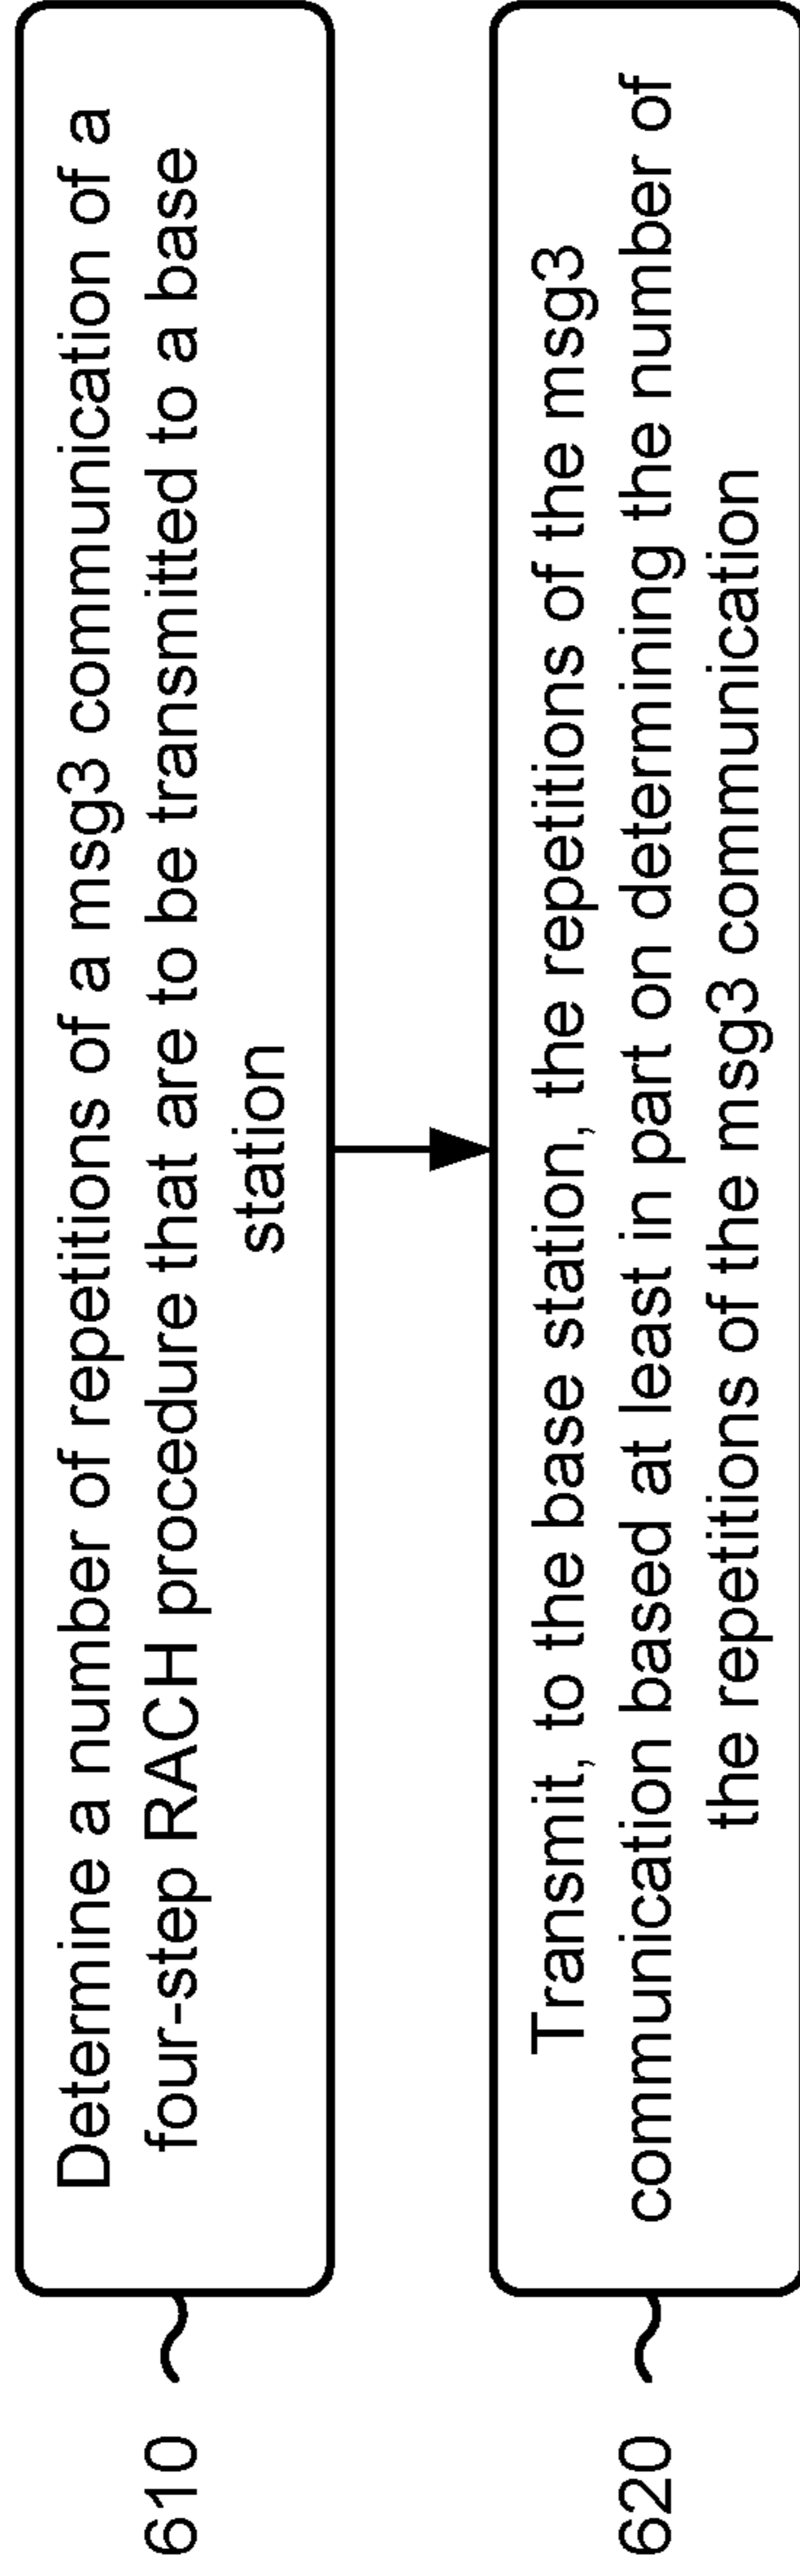 610
Determine a number of repetitions of a msg3 communication of a
four-step RACH procedure that are to be transmitted to a base
station
620
Transmit, to the base station, the repetitions of the msg3
communication based at least in part on determining the number of
the repetitions of the msg3 communication